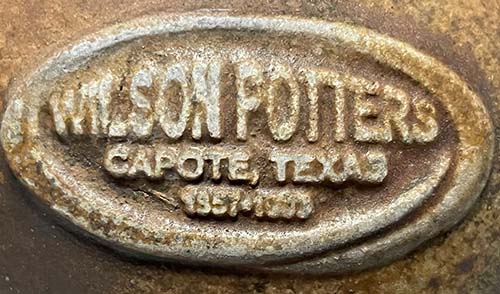 WILSON POTTERS
CAPOTE, TEXAS